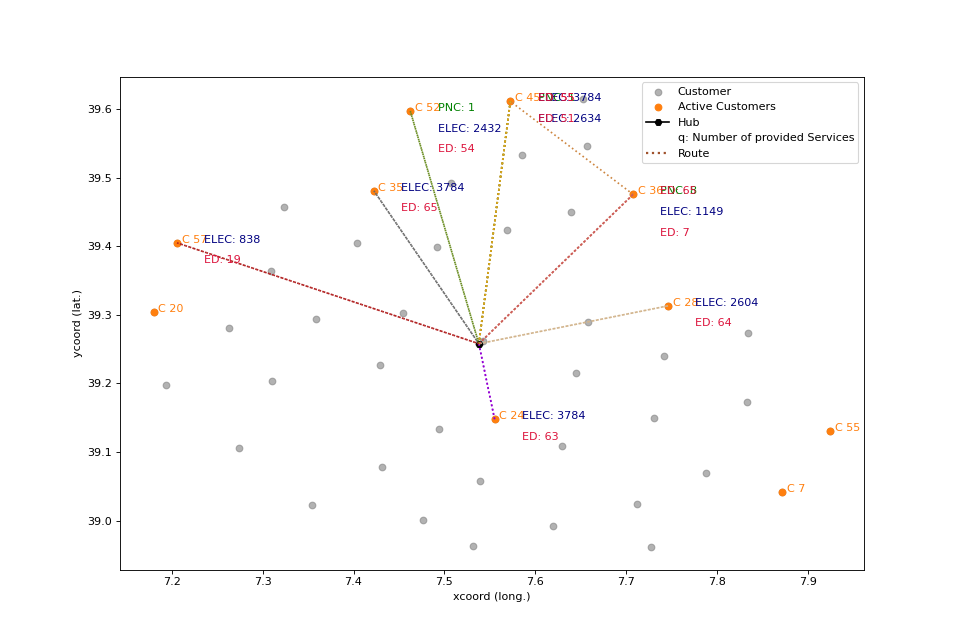 39.6
39.5
39.4
39.3
39.2
39.1
39.0
ycoord (lat.)
7.2
7.3
7.4
7.5
7.6
7.7
7.8
7.9
xcoord (long.)
Customer
Active Customers
Hub
q: Number of provided Services
Route
C 52
PNC: 1
ELEC: 2432
ED: 54
C 45
C 35
ELEC: 3784
ED: 65
C 36
ELEC: 1149
ED: 7
C 57
ELEC: 838
ED: 19
C 20
C 28
ELEC: 2604
ED: 64
C 24
ELEC: 3784
ED: 63
C 55
C 7